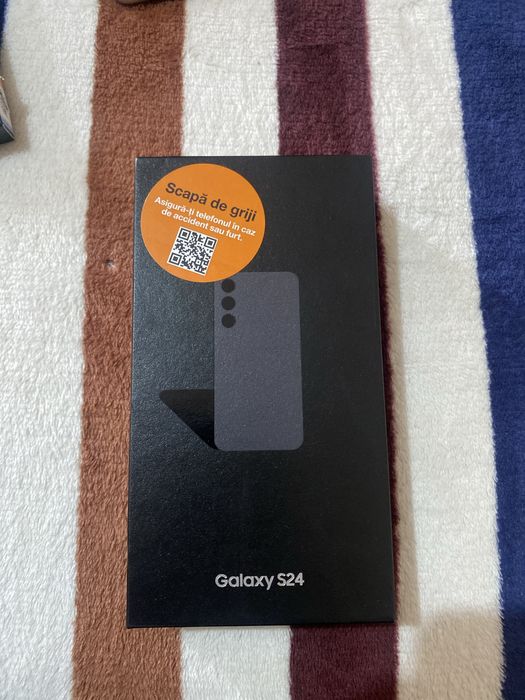 Scapă de griji
Asigură-ți telefonul în caz
de accident sau furt.
Galaxy S24